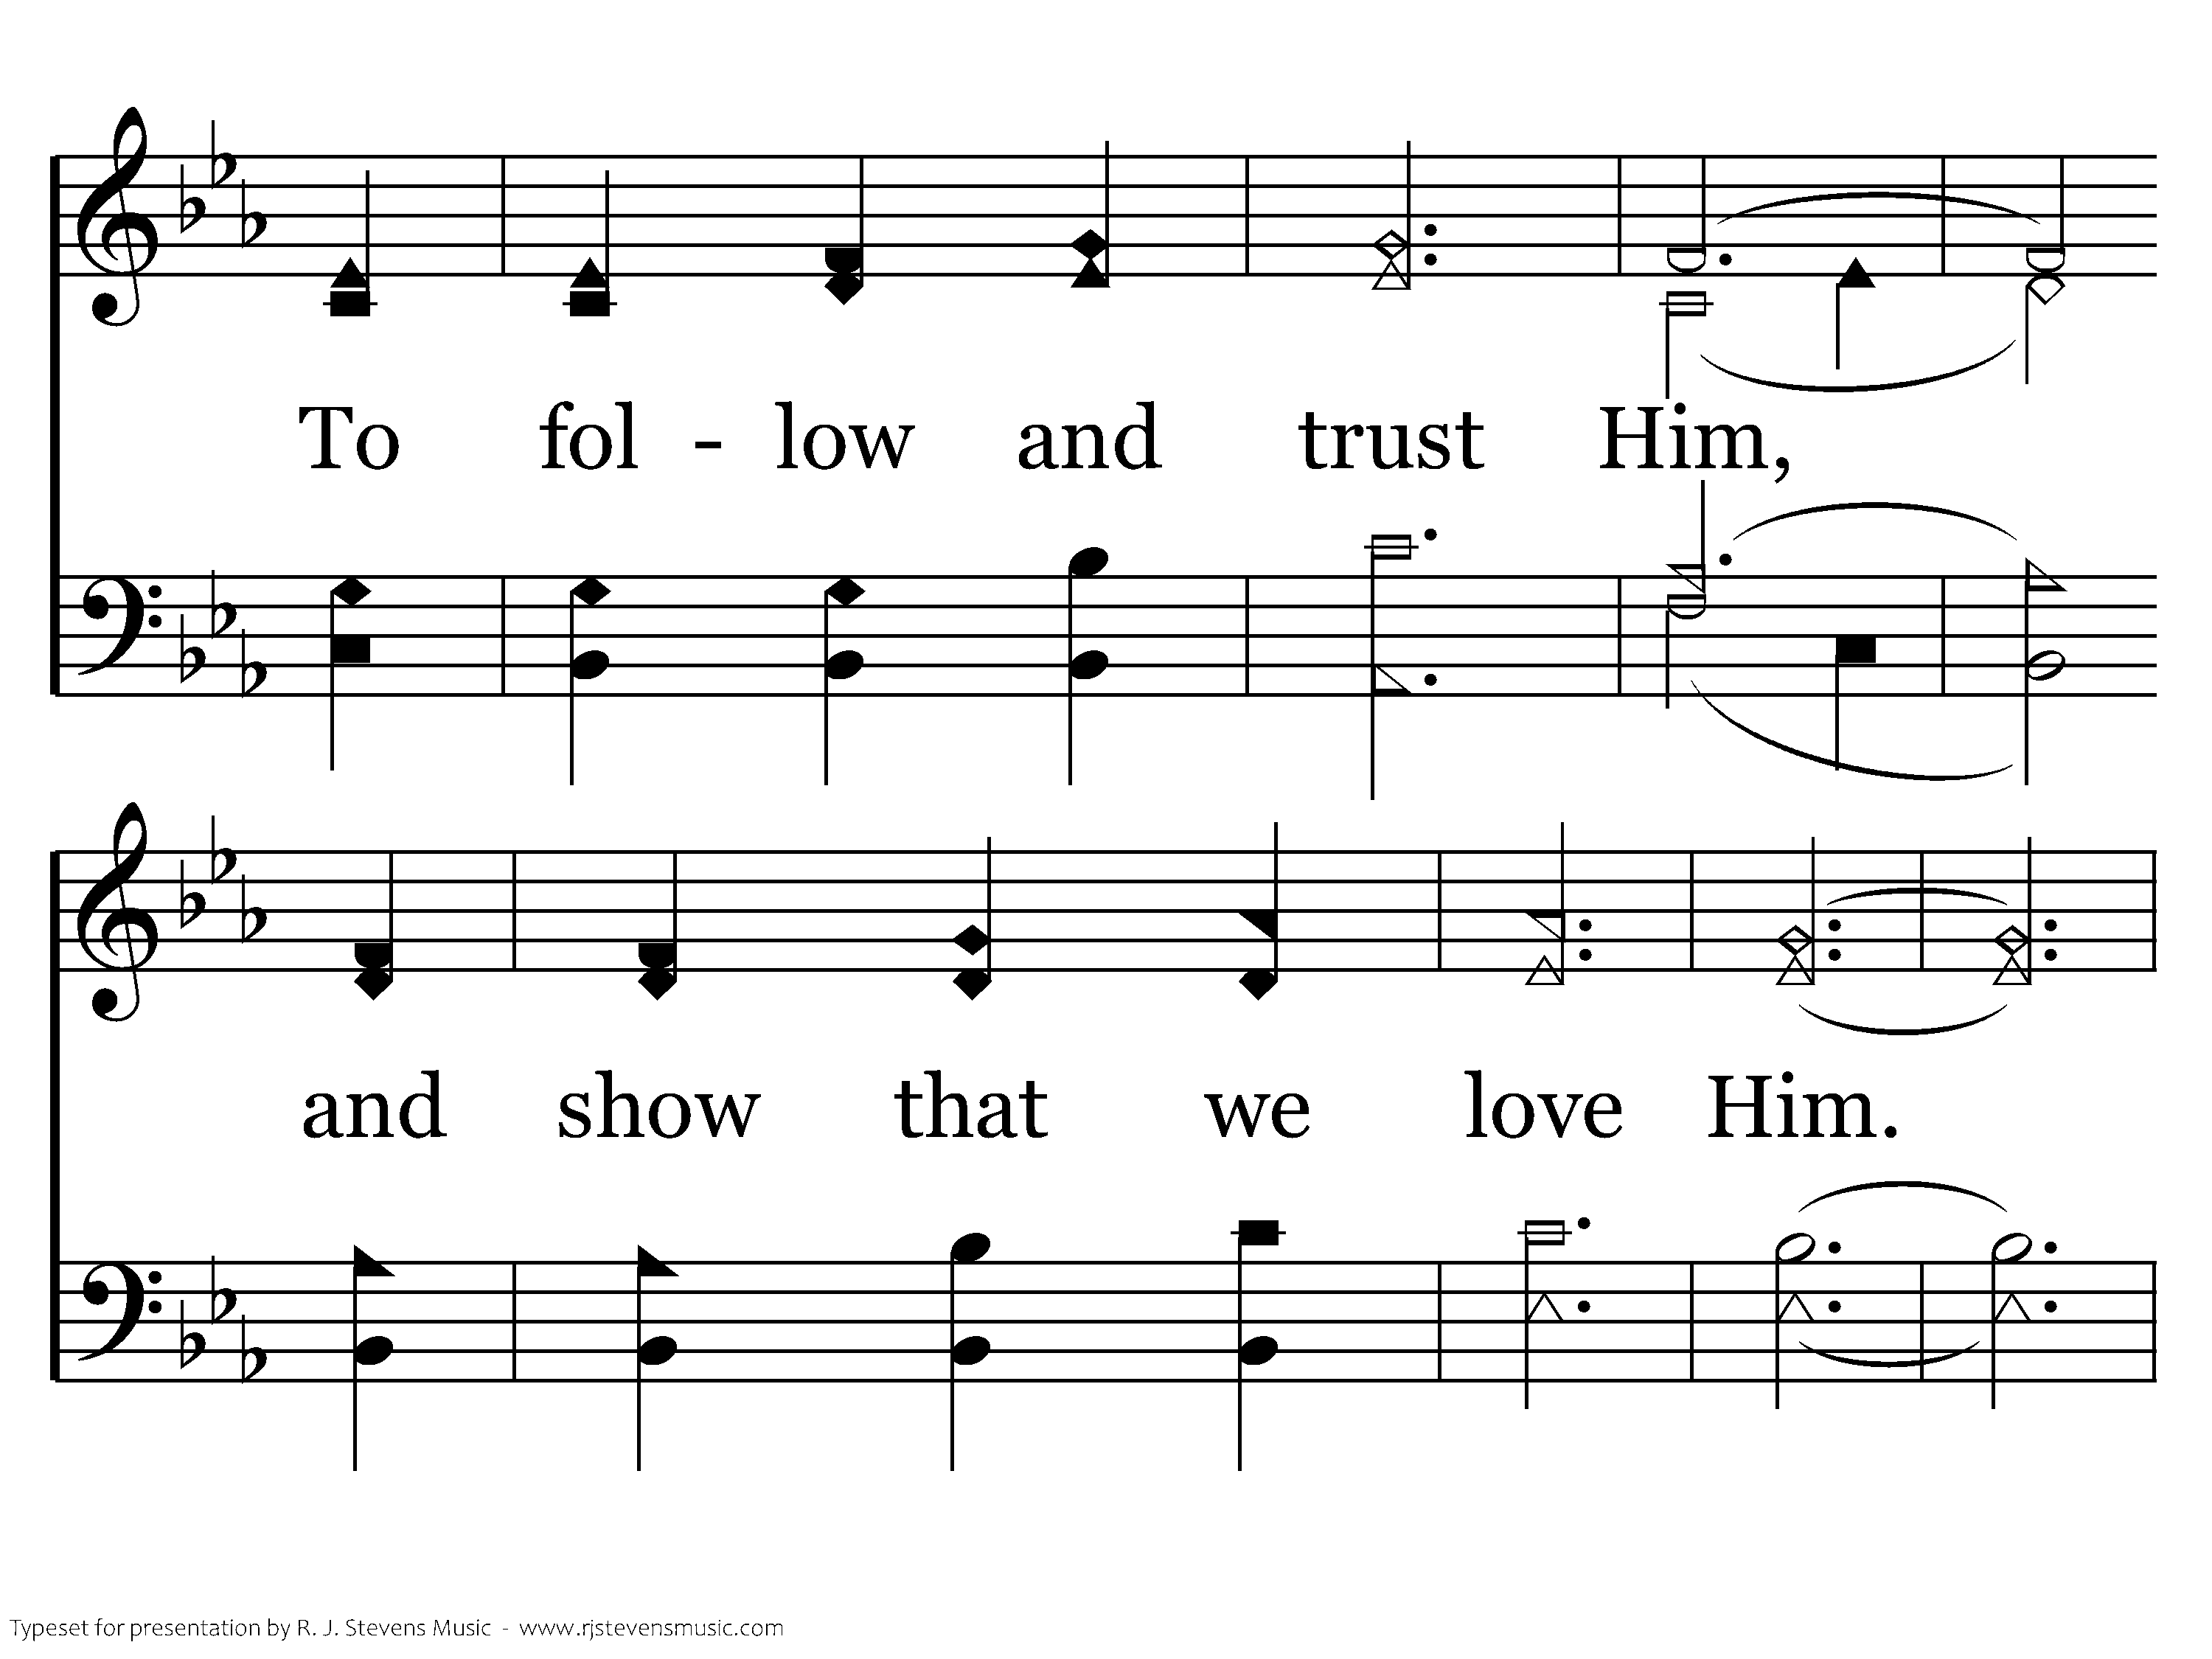 To fol - low and trust Him,
and show that we love Him.
Typeset for presentation by R. J. Stevens Music - www.rjstevensmusic.com